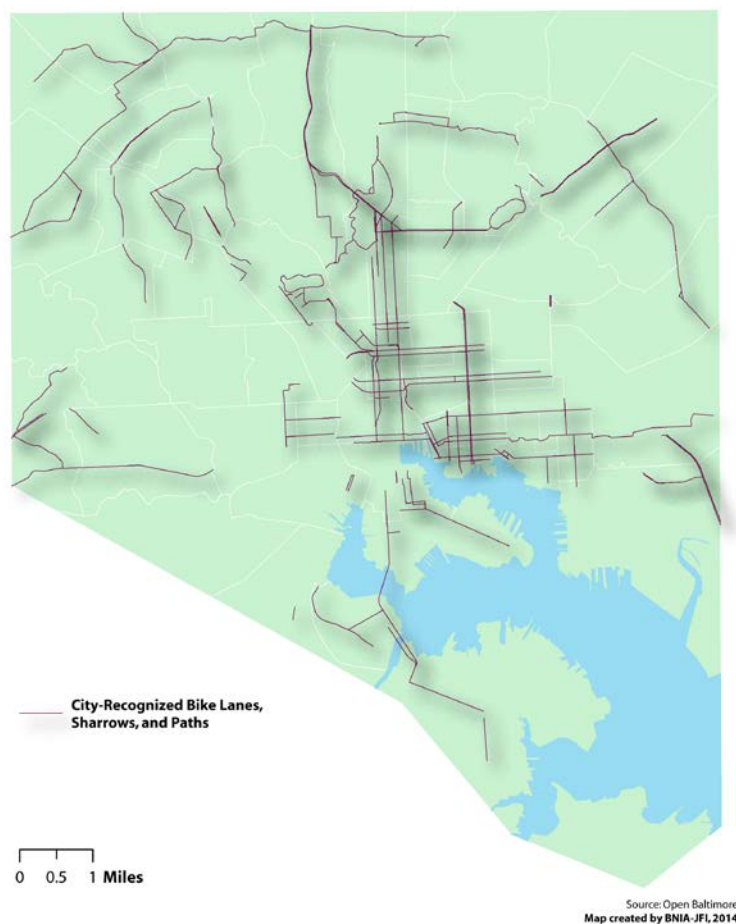 City-Recognized Bike Lanes,
Sharrows, and Paths
0 0.5 1 Miles
Source: Open Baltimore
Map created by BNIA-JFI, 2014